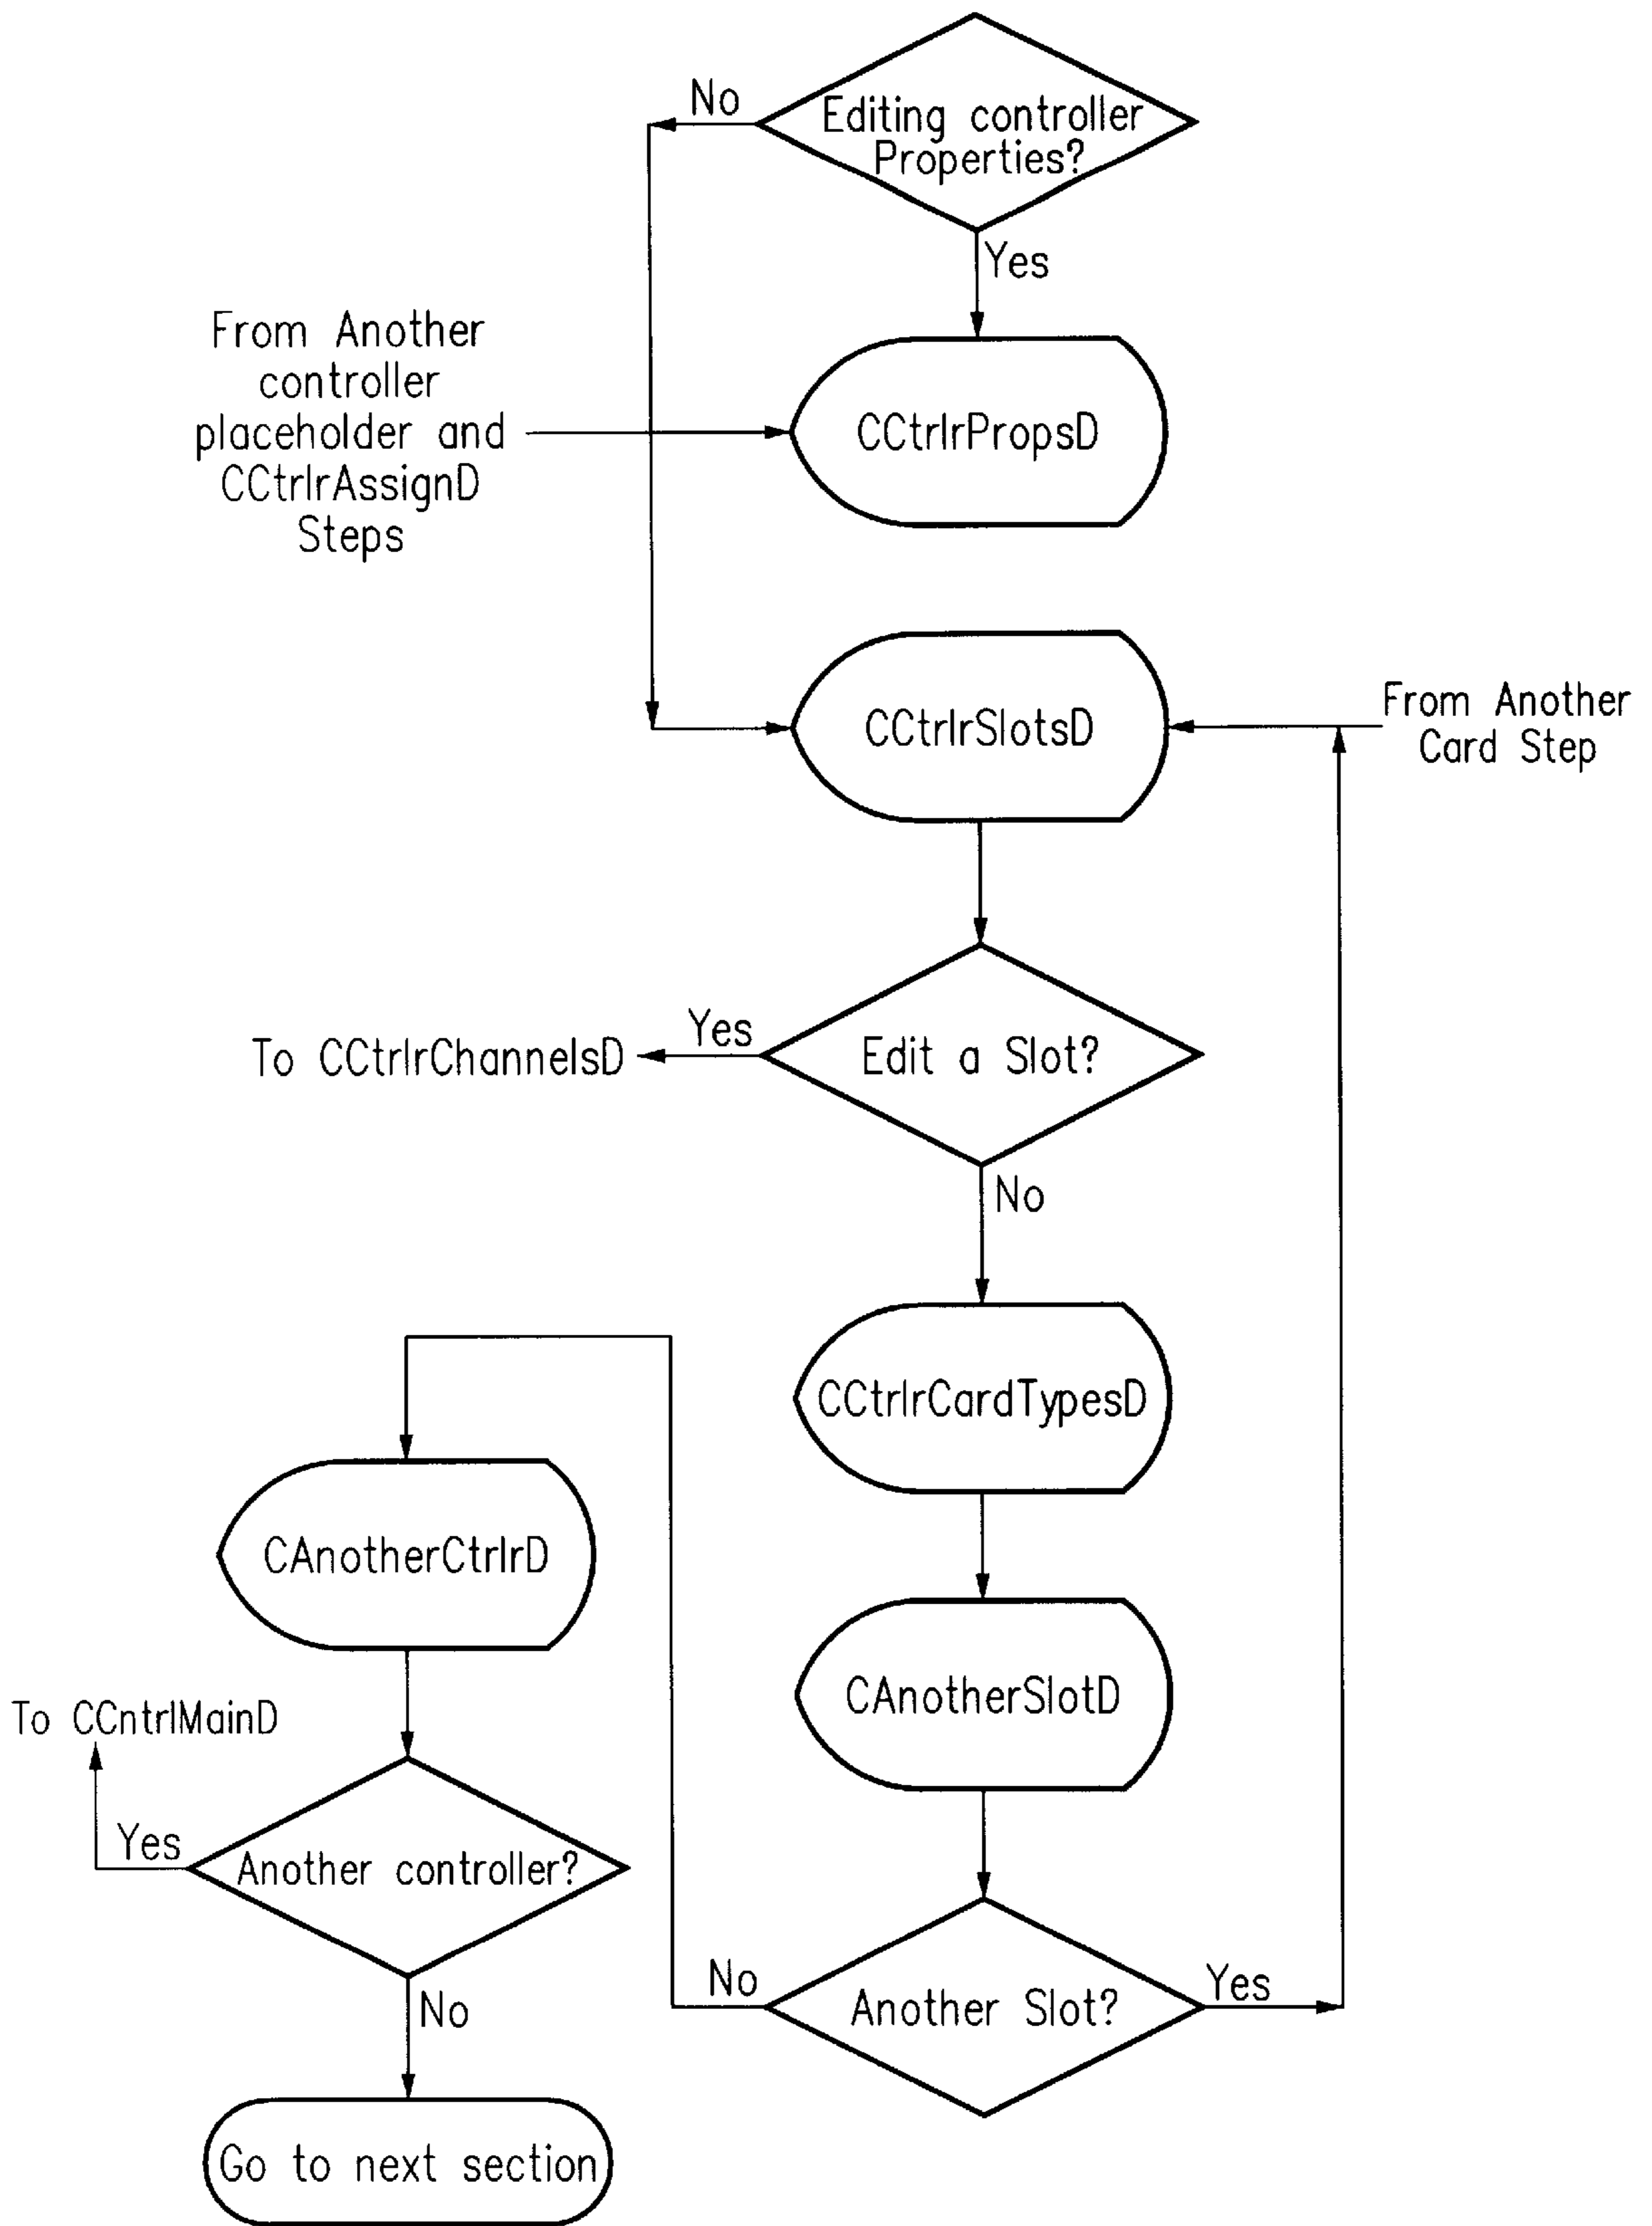 No
Editing controller
Properties?
Yes
From Another
controller
placeholder and
CCtrlrAssignD
Steps
CCtrlrPropsD
CCtrlrSlotsD
From Another
Card Step
Yes
To CCtrlrChannelsD
Edit a Slot?
No
CCtrlrCardTypesD
CAnotherCtrlrD
CAnotherSlotD
To CCntrlMainD
Yes
Another controller?
No
No
Another Slot?
Yes
Go to next section